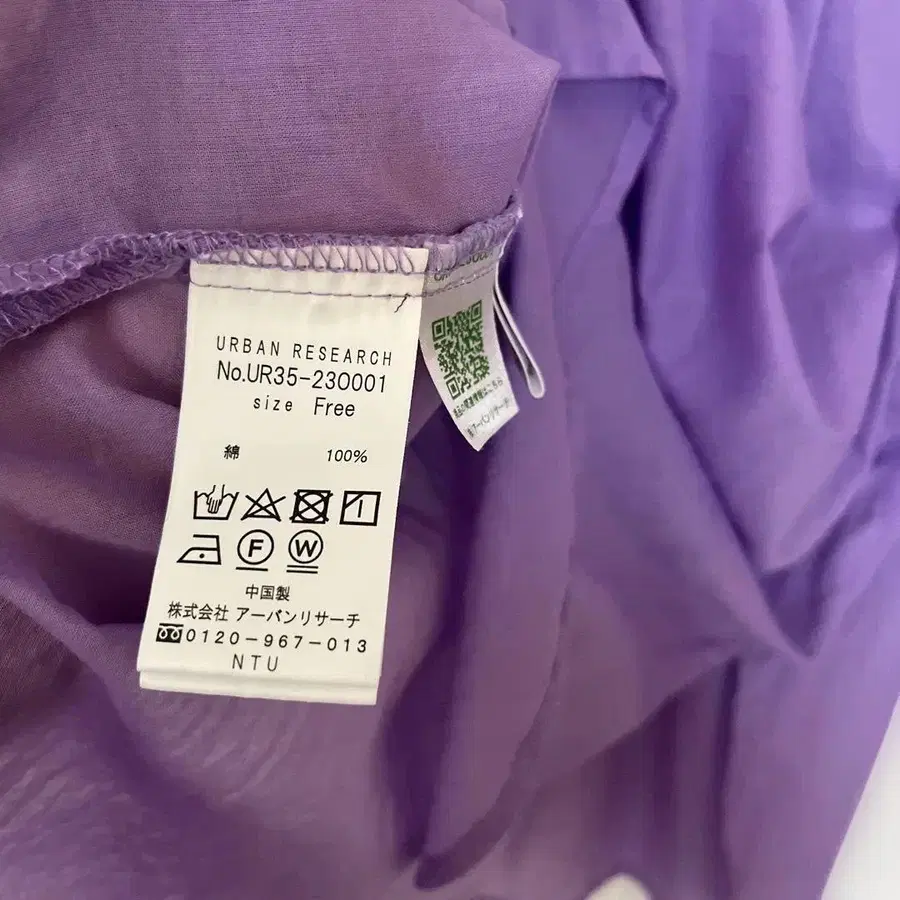 URBAN RESEARCH
No.UR35-230001
size Free
綿 100%
F W
中国製
株式会社 アーバンリサーチ
0120-967-013
NTU